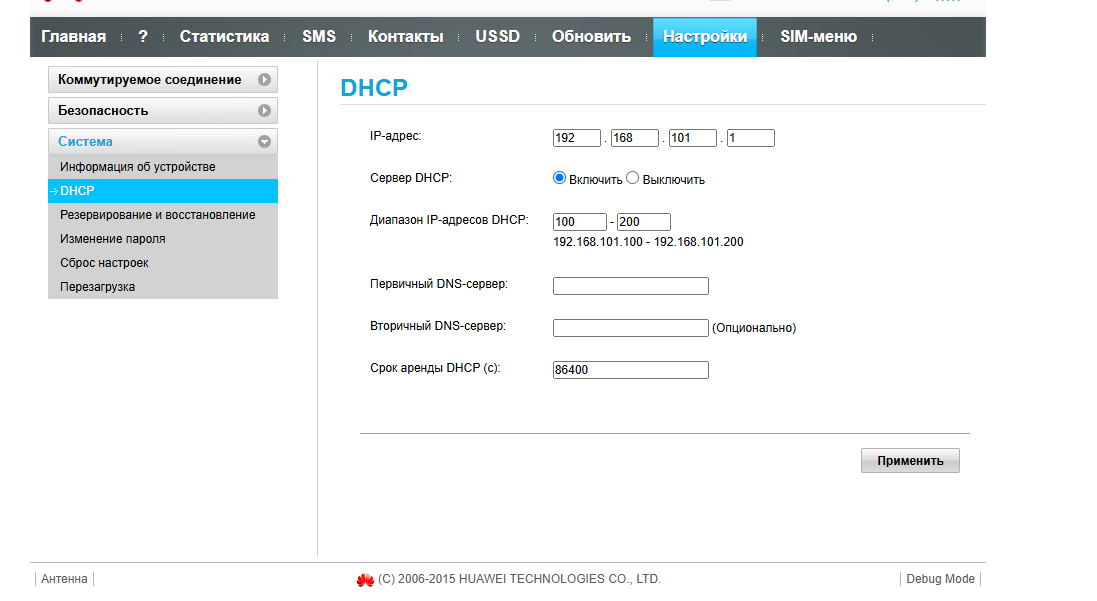 Главная ? Статистика SMS Контакты USSD Обновить Настройки SIM-меню
Коммутируемое соединение
Безопасность
Система
Информация об устройстве
DHCP
Резервирование и восстановление
Изменение пароля
Сброс настроек
Перезагрузка
DHCP
IP-адрес: 192 . 168 . 101 . 1
Сервер DHCP: Включить Выключить
Диапазон IP-адресов DHCP: 100 - 200
192.168.101.100 - 192.168.101.200
Первичный DNS-сервер:
Вторичный DNS-сервер: (Опционально)
Срок аренды DHCP (с): 86400
Применить
Антенна (C) 2006-2015 HUAWEI TECHNOLOGIES CO., LTD. Debug Mode